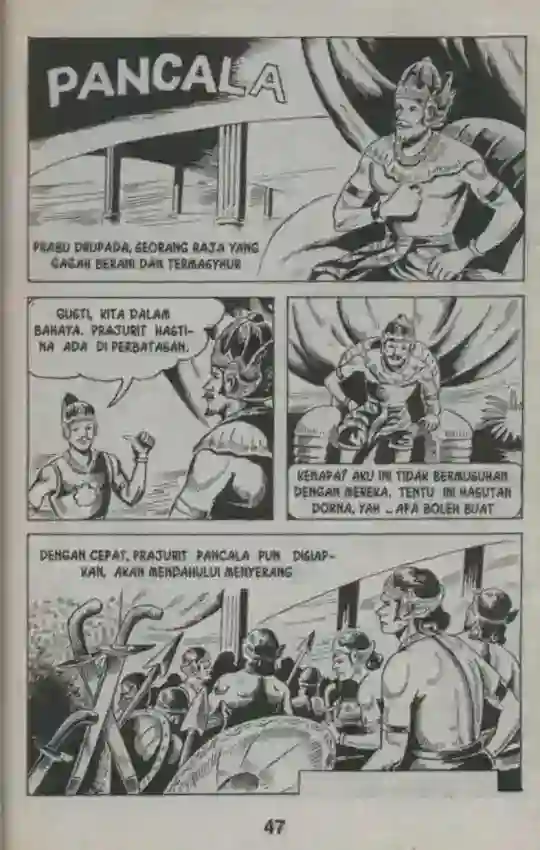 PANCALA
PRABU DRUPADA, SEORANG RAJA YANG
GAGAH BERANI DAN TERMASYHUR
GUSTI, KITA DALAM
BAHAYA. PRAJURIT HASTI-
NA ADA DI PERBATASAN.
KENAPA? AKU INI TIDAK BERMUSUHAN
DENGAN MEREKA. TENTU INI HASUTAN
DORNA, YAH ... APA BOLEH BUAT
DENGAN CEPAT, PRAJURIT PANCALA PUN DISIAP-
KAN, AKAN MENDAHULUI MENYERANG
47